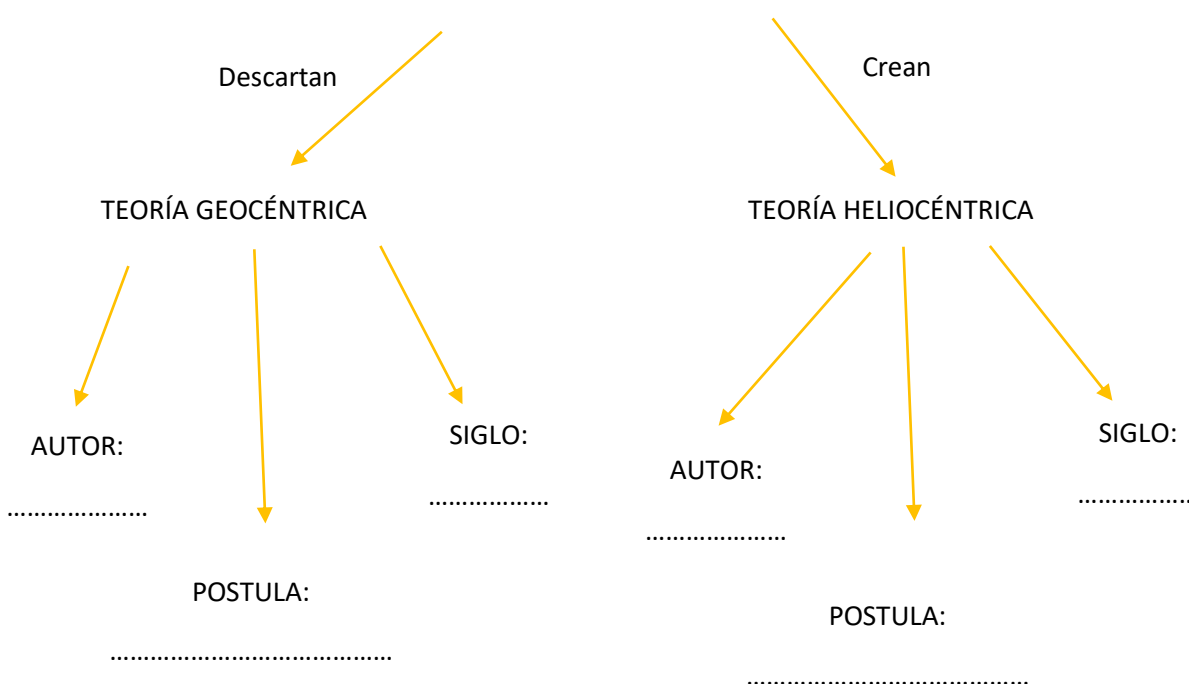 Descartan
Crean
TEORÍA GEOCÉNTRICA
TEORÍA HELIOCÉNTRICA
AUTOR:
…………………
SIGLO:
………………
POSTULA:
……………………………………
AUTOR:
…………………
SIGLO:
………………
POSTULA:
……………………………………